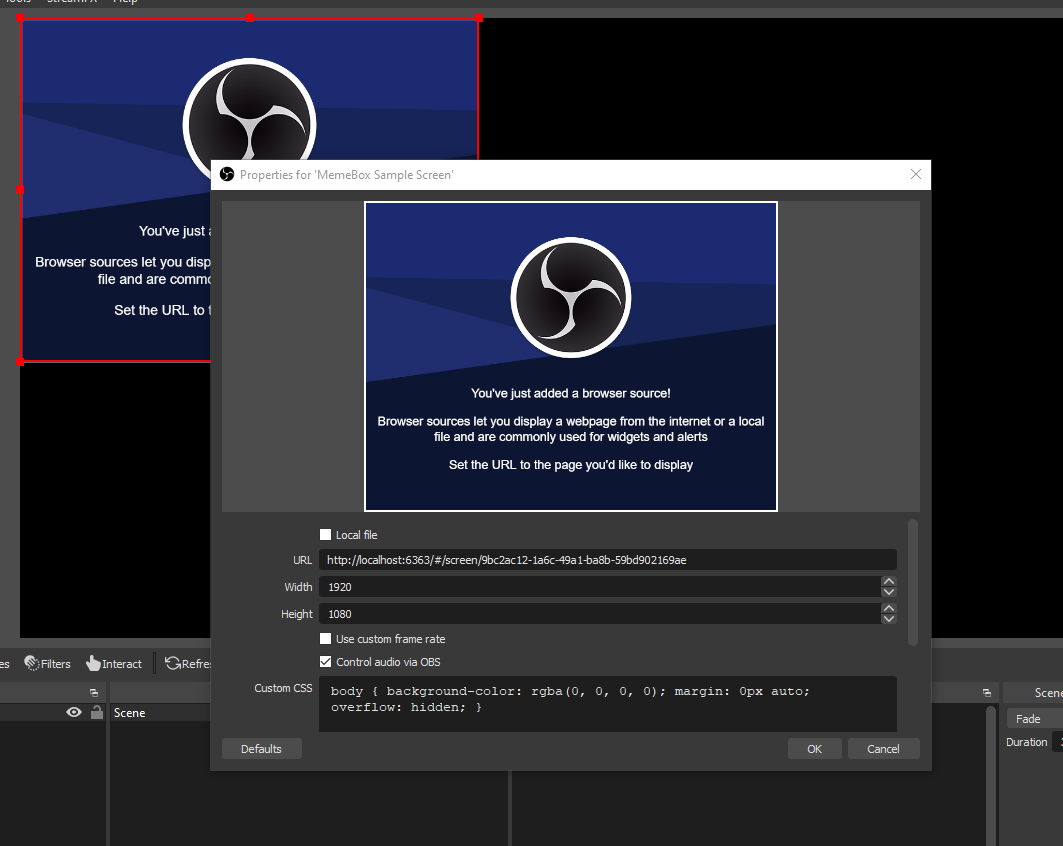 Tools StreamFX Help
You've just a
Browser sources let you disp
file and are commo
Set the URL to t
Properties for 'MemeBox Sample Screen'
You've just added a browser source!
Browser sources let you display a webpage from the internet or a local
file and are commonly used for widgets and alerts
Set the URL to the page you'd like to display
Local file
URL http://localhost:6363/#/screen/9bc2ac12-1a6c-49a1-ba8b-59bd902169ae
Width 1920
Height 1080
Use custom frame rate
Control audio via OBS
Custom CSS body { background-color: rgba(0, 0, 0, 0); margin: 0px auto;
overflow: hidden; }
Defaults OK Cancel
es Filters Interact Refres
Scene
Scene
Fade
Duration